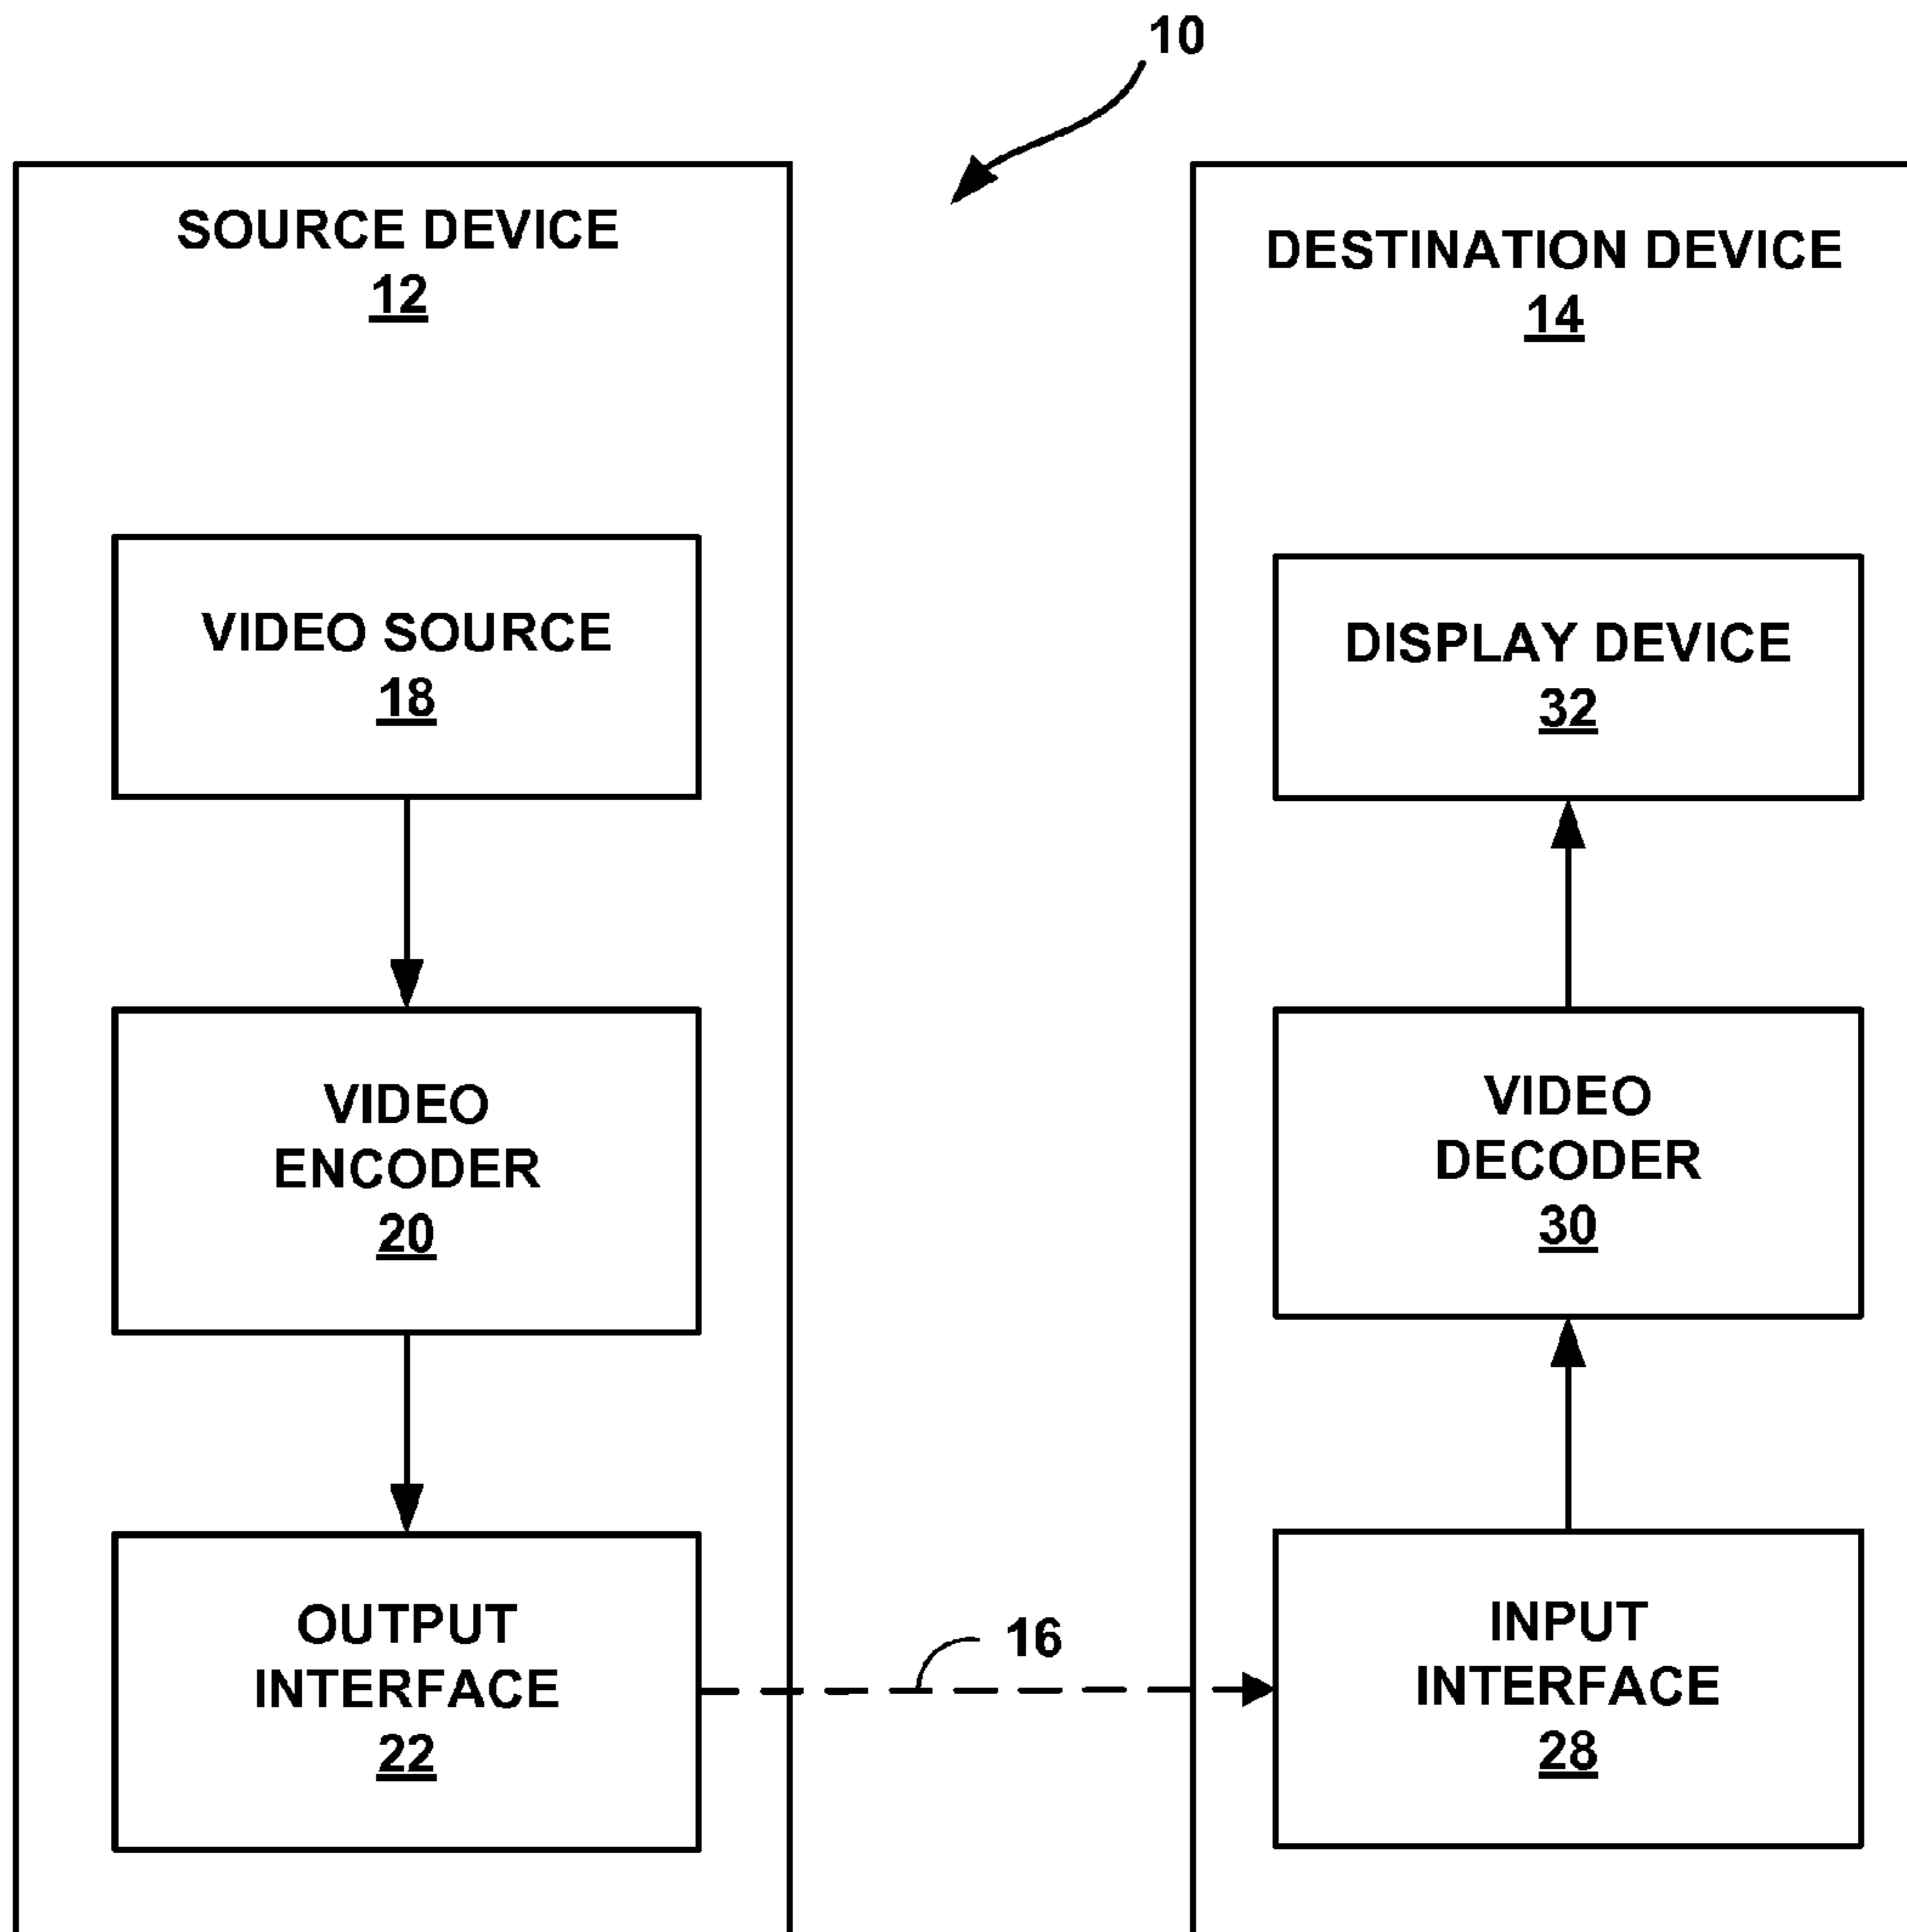 10
SOURCE DEVICE
12
VIDEO SOURCE
18
VIDEO
ENCODER
20
OUTPUT
INTERFACE
22
16
DESTINATION DEVICE
14
DISPLAY DEVICE
32
VIDEO
DECODER
30
INPUT
INTERFACE
28